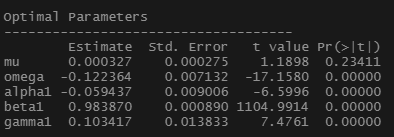 Optimal Parameters
------------------------------------
Estimate Std. Error t value Pr(>|t|)
mu 0.000327 0.000275 1.1898 0.23411
omega -0.122364 0.007132 -17.1580 0.00000
alpha1 -0.059437 0.009006 -6.5996 0.00000
beta1 0.983870 0.000890 1104.9914 0.00000
gamma1 0.103417 0.013833 7.4761 0.00000